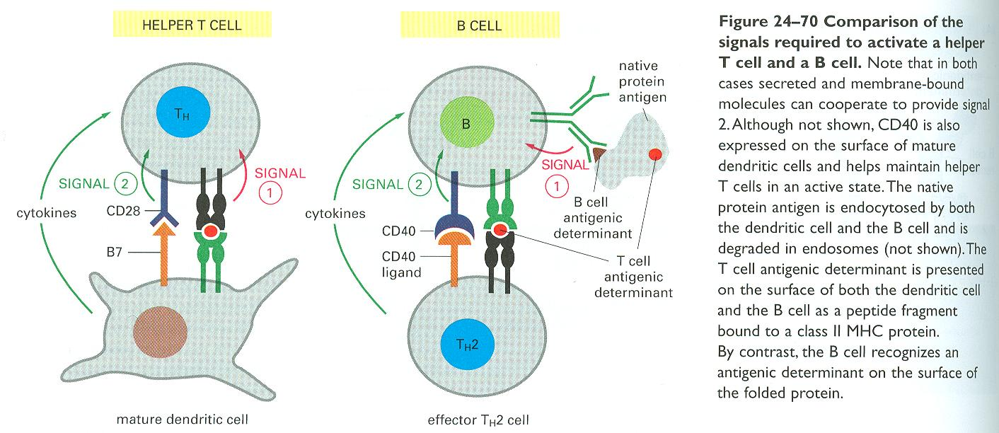 HELPER T CELL
TH
SIGNAL 2
SIGNAL
1
cytokines
CD28
B7
mature dendritic cell
B CELL
B
native
protein
antigen
SIGNAL
1
SIGNAL 2
cytokines
B cell
antigenic
determinant
CD40
CD40
ligand
T cell
antigenic
determinant
TH2
effector TH2 cell
Figure 24–70 Comparison of the
signals required to activate a helper
T cell and a B cell. Note that in both
cases secreted and membrane-bound
molecules can cooperate to provide signal
2. Although not shown, CD40 is also
expressed on the surface of mature
dendritic cells and helps maintain helper
T cells in an active state. The native
protein antigen is endocytosed by both
the dendritic cell and the B cell and is
degraded in endosomes (not shown). The
T cell antigenic determinant is presented
on the surface of both the dendritic cell
and the B cell as a peptide fragment
bound to a class II MHC protein.
By contrast, the B cell recognizes an
antigenic determinant on the surface of
the folded protein.